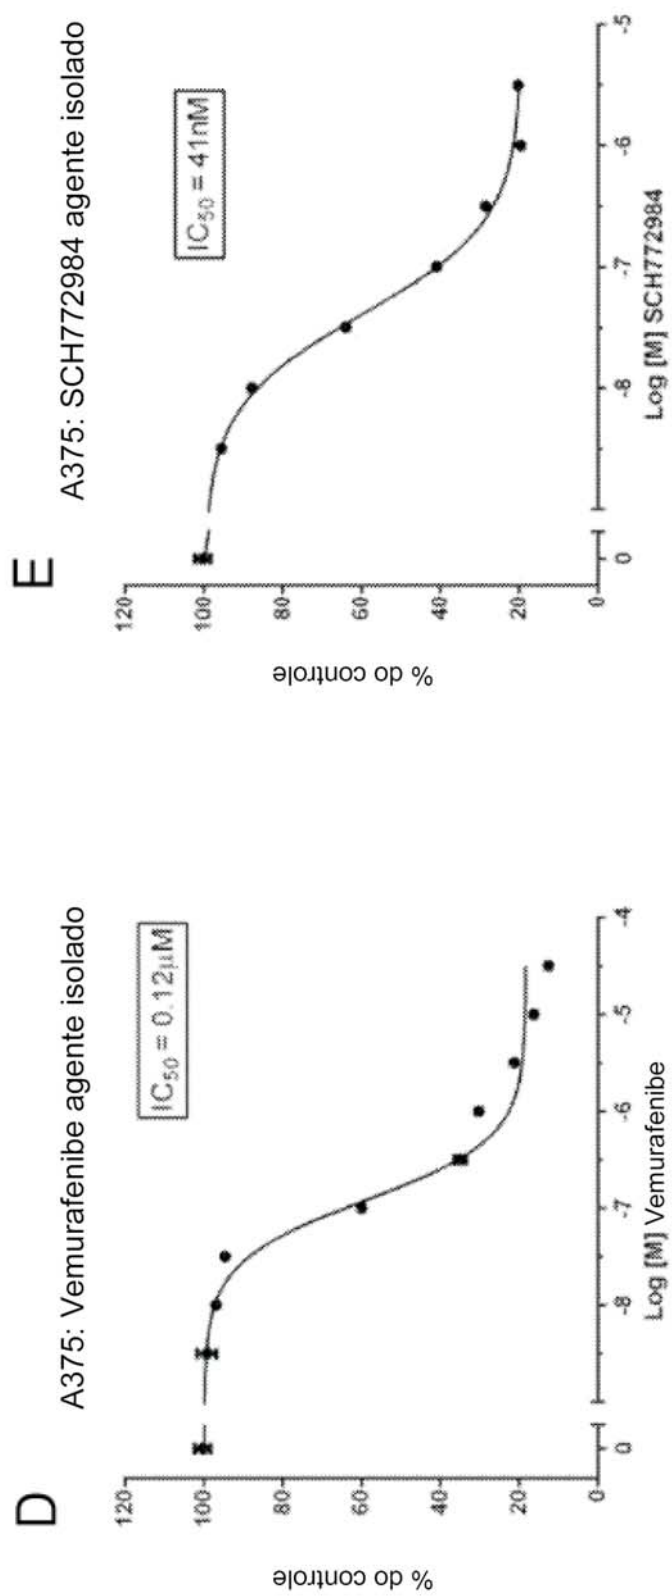 D
A375: Vemurafenibe agente isolado
IC50 = 0.12µM
% do controle
120
100
80
60
40
20
0
0
-8
-7
-6
-5
-4
Log [M] Vemurafenibe
E
A375: SCH772984 agente isolado
IC50 = 41nM
% do controle
120
100
80
60
40
20
0
0
-8
-7
-6
-5
Log [M] SCH772984